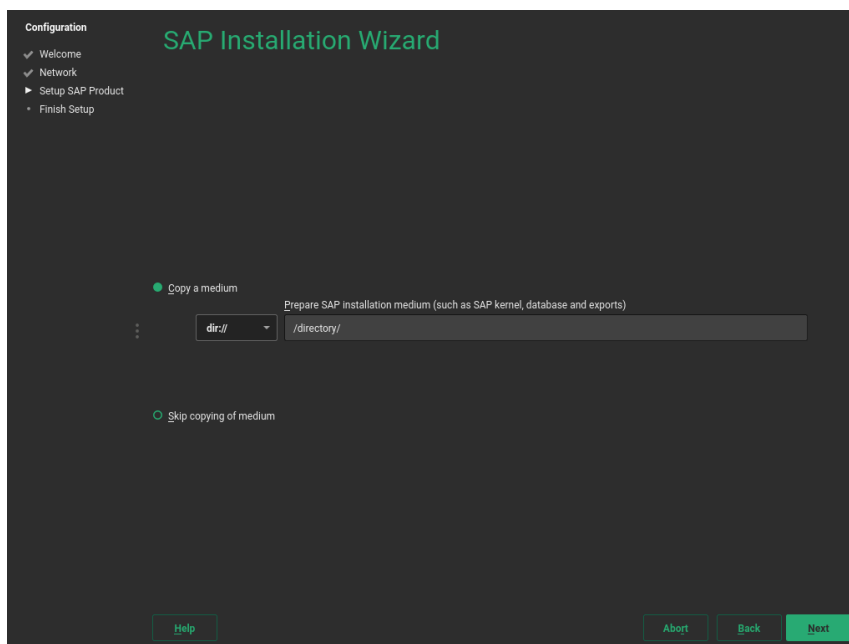 Configuration
Welcome
Network
Setup SAP Product
Finish Setup
SAP Installation Wizard
Copy a medium
Prepare SAP installation medium (such as SAP kernel, database and exports)
dir://
/directory/
Skip copying of medium
Help
Abort
Back
Next